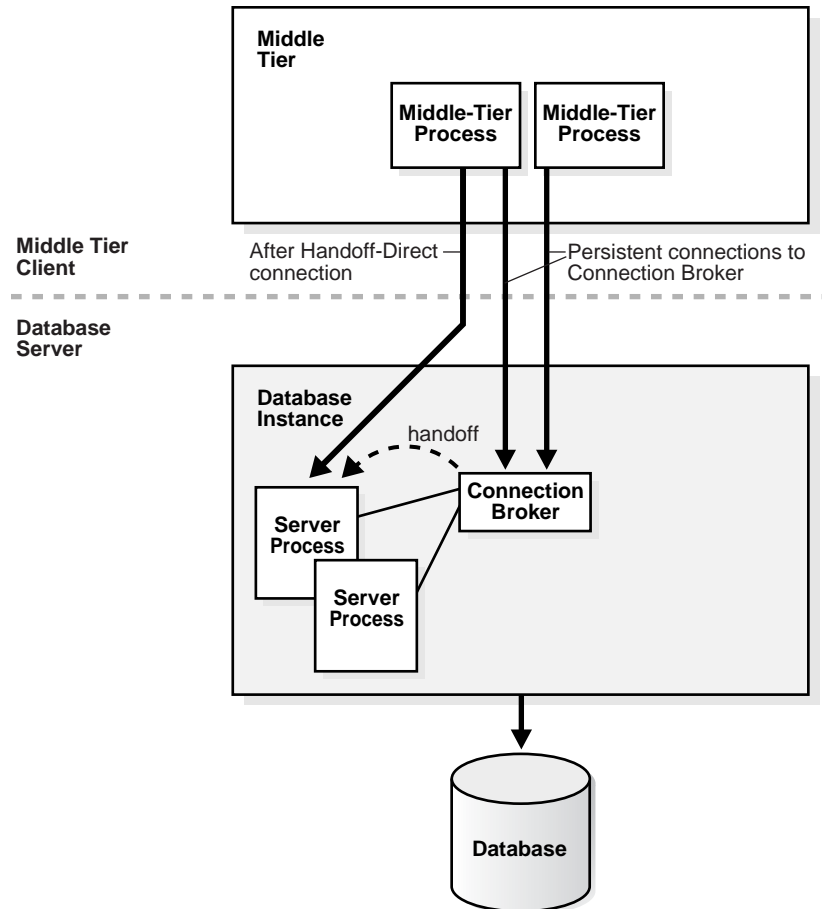 Middle
Tier
Middle-Tier
Process
Middle-Tier
Process
Middle Tier
Client
After Handoff-Direct
connection
Persistent connections to
Connection Broker
Database
Server
Database
Instance
handoff
Connection
Broker
Server
Process
Server
Process
Database